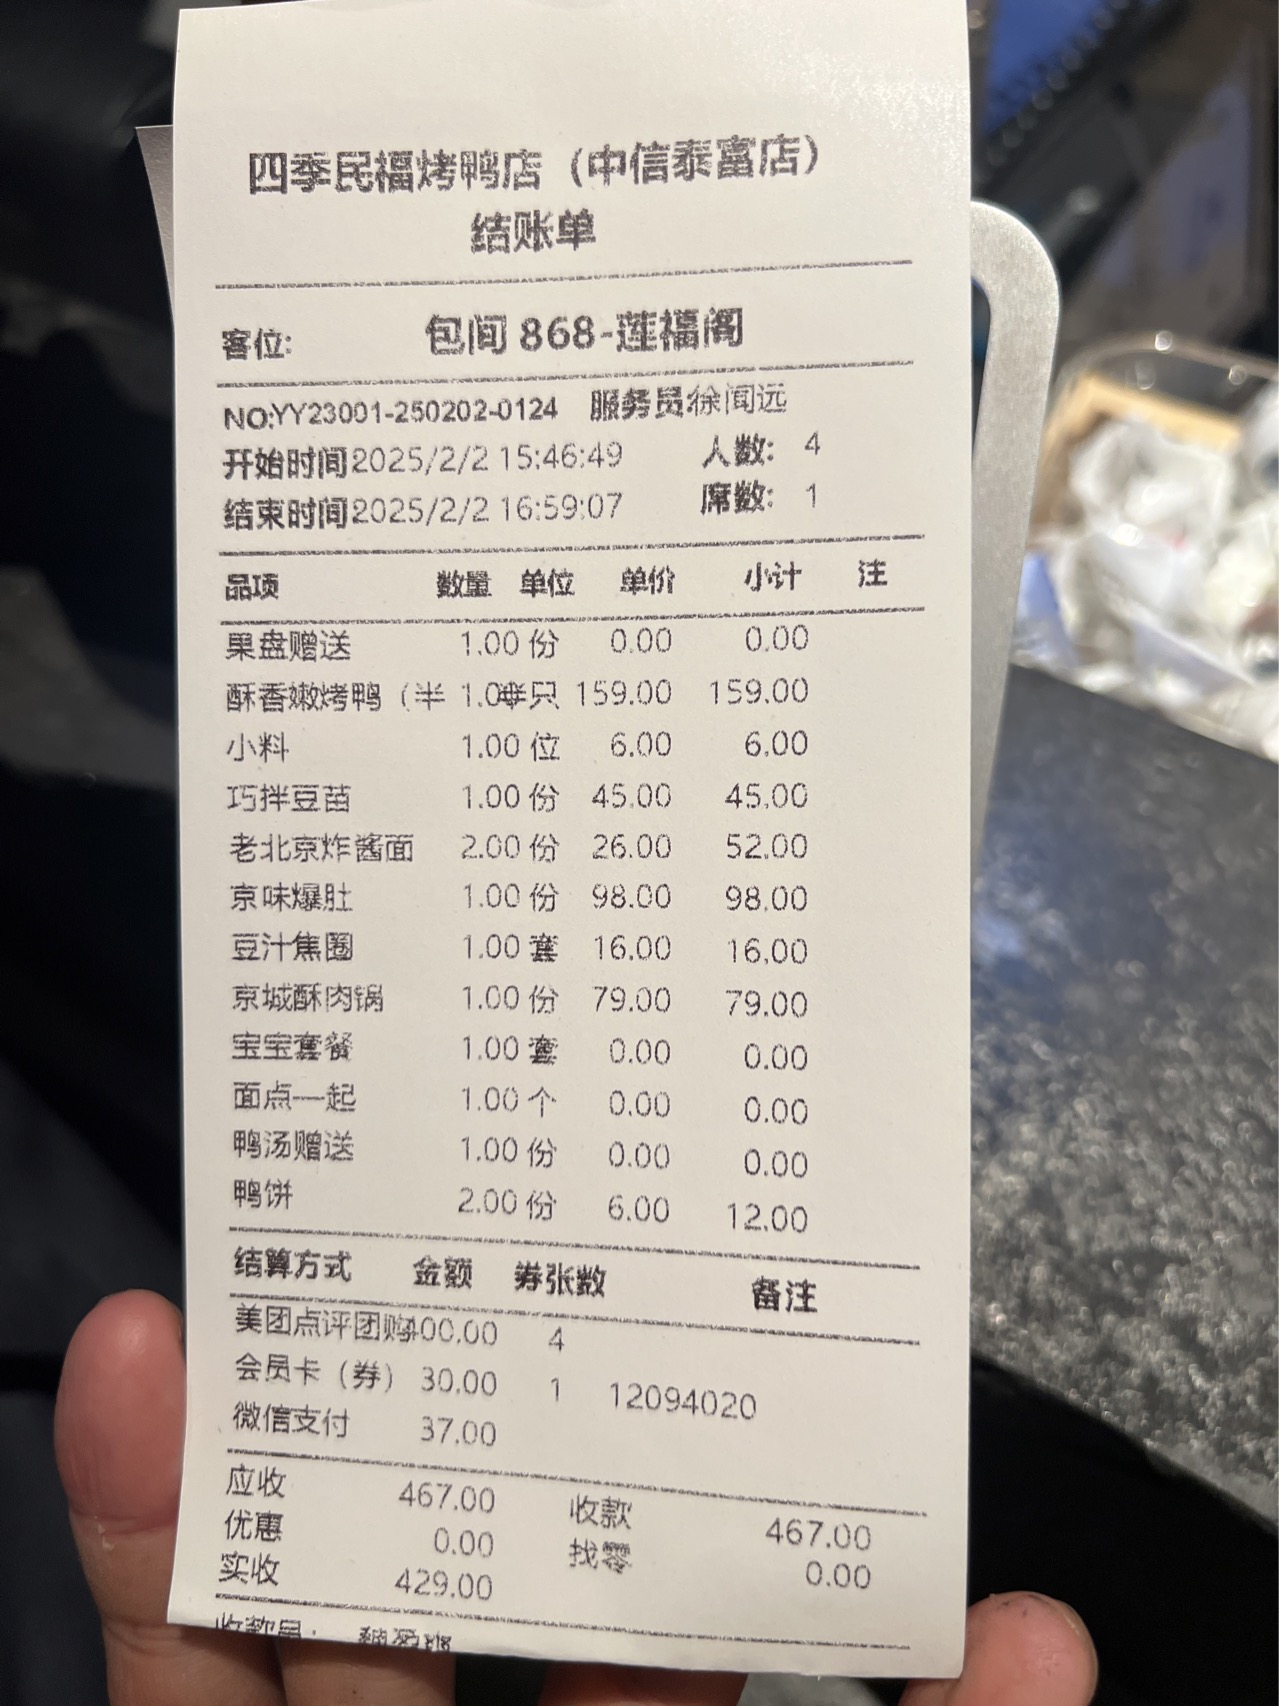 四季民福烤鸭店（中信泰富店）
结账单
客位: 包间 868-莲福阁
NO:YY23001-250202-0124 服务员:徐闻远
开始时间2025/2/2 15:46:49 人数: 4
结束时间2025/2/2 16:59:07 席数: 1
品项 数量 单位 单价 小计 注
果盘赠送 1.00 份 0.00 0.00
酥香嫩烤鸭（半 1.00 半只 159.00 159.00
小料 1.00 位 6.00 6.00
巧拌豆苗 1.00 份 45.00 45.00
老北京炸酱面 2.00 份 26.00 52.00
京味爆肚 1.00 份 98.00 98.00
豆汁焦圈 1.00 套 16.00 16.00
京城酥肉锅 1.00 份 79.00 79.00
宝宝套餐 1.00 套 0.00 0.00
面点一起 1.00 个 0.00 0.00
鸭汤赠送 1.00 份 0.00 0.00
鸭饼 2.00 份 6.00 12.00
结算方式 金额 券张数 备注
美团点评团购400.00 4
会员卡（券） 30.00 1 12094020
微信支付 37.00
应收 467.00 收款 467.00
优惠 0.00 找零 0.00
实收 429.00
收款员: